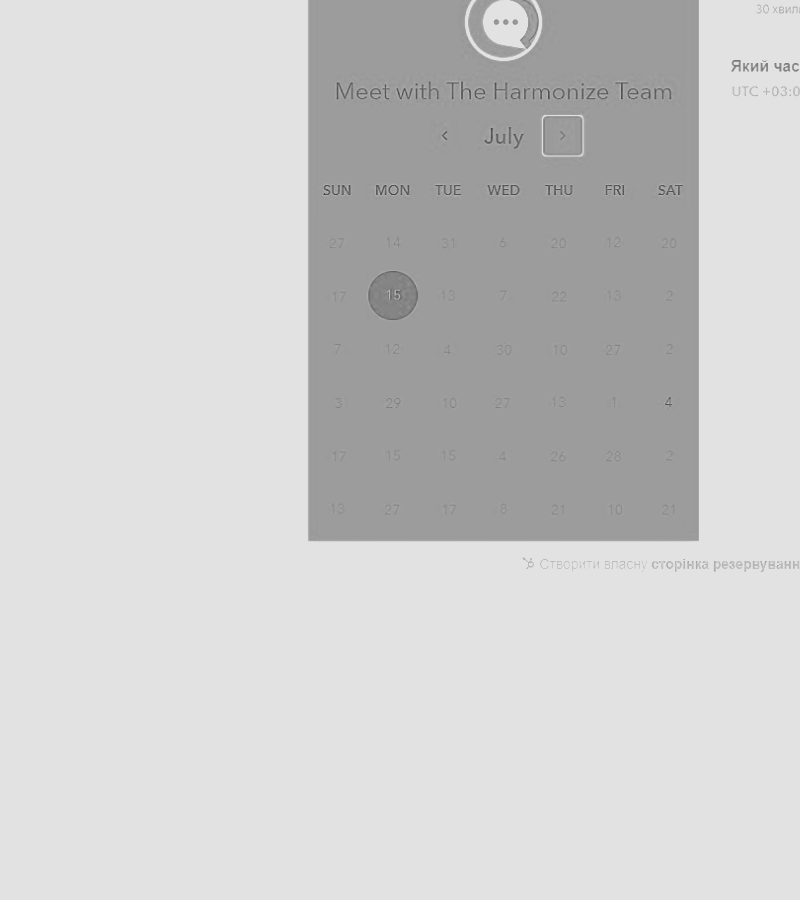 30 хвил
Meet with The Harmonize Team
Який час
UTC +03:0
July
SUN MON TUE WED THU FRI SAT
27 14 31 6 20 12 20
17 15 13 7 22 13 2
7 12 4 30 10 27 2
3 29 10 27 13 1 4
17 15 15 4 26 28 2
13 27 17 8 21 10 21
Створити власну сторінка резервуванн